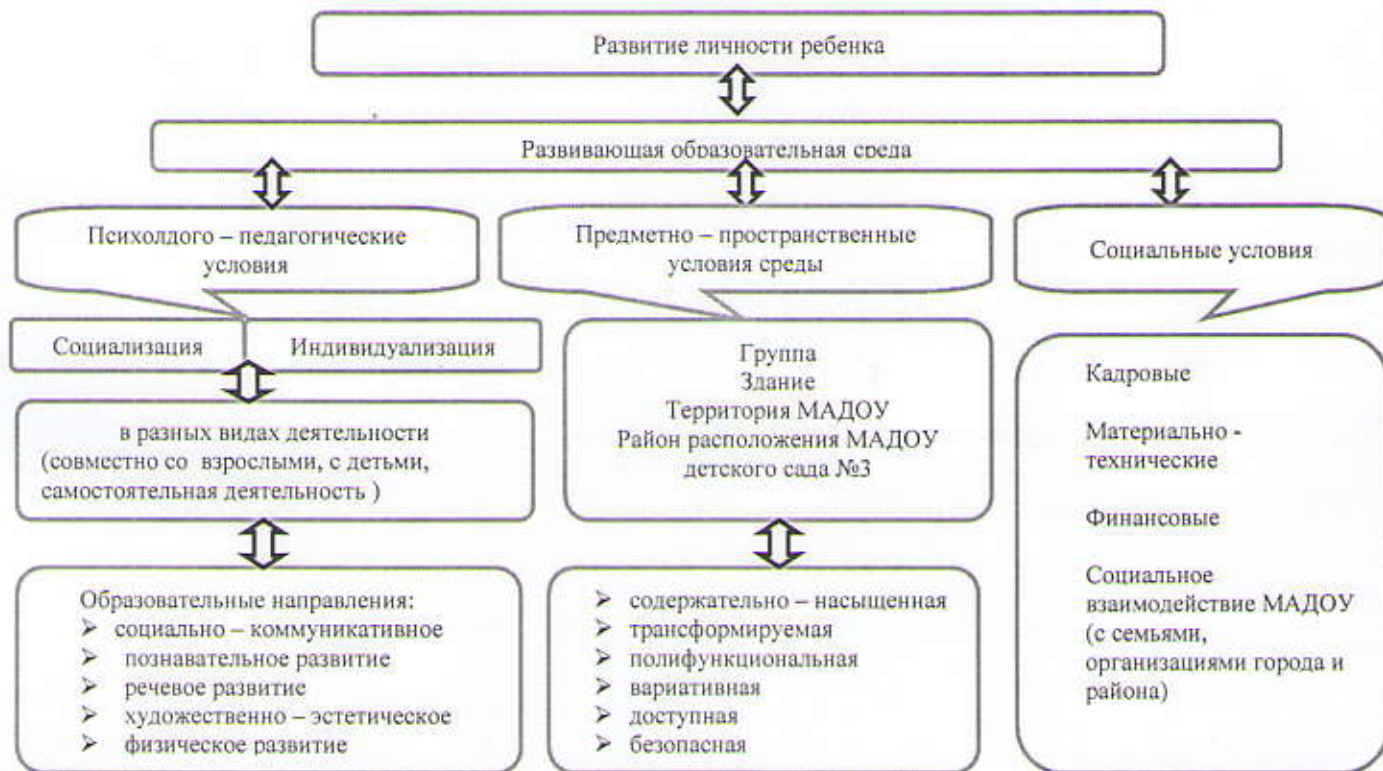 Развитие личности ребенка
Развивающая образовательная среда
Психолдого – педагогические
условия
Предметно – пространственные
условия среды
Социальные условия
Социализация
Индивидуализация
в разных видах деятельности
(совместно со взрослыми, с детьми,
самостоятельная деятельность )
Группа
Здание
Территория МАДОУ
Район расположения МАДОУ
детского сада №3
Кадровые
Материально -
технические
Финансовые
Социальное
взаимодействие МАДОУ
(с семьями,
организациями города и
района)
Образовательные направления:
➢ социально – коммуникативное
➢ познавательное развитие
➢ речевое развитие
➢ художественно – эстетическое
➢ физическое развитие
➢ содержательно – насыщенная
➢ трансформируемая
➢ полифункциональная
➢ вариативная
➢ доступная
➢ безопасная